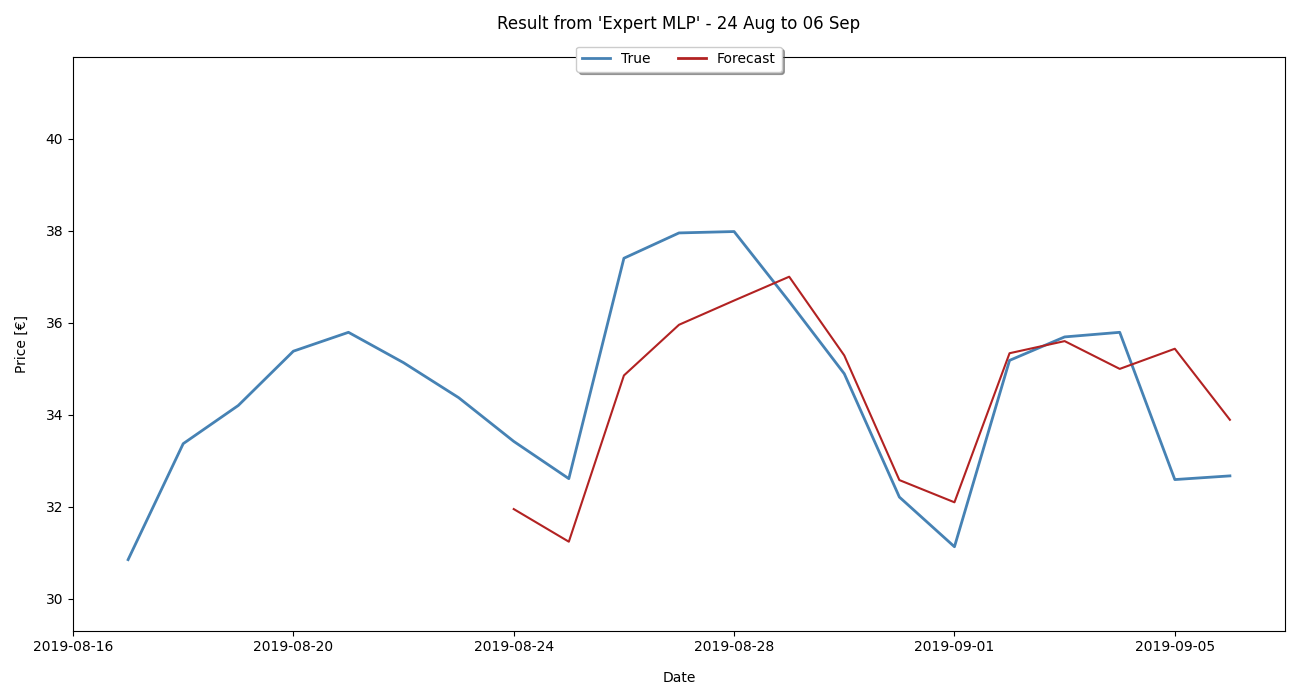 Result from 'Expert MLP' - 24 Aug to 06 Sep
True Forecast
40
38
36
34
32
30
Price [€]
2019-08-16 2019-08-20 2019-08-24 2019-08-28 2019-09-01 2019-09-05
Date